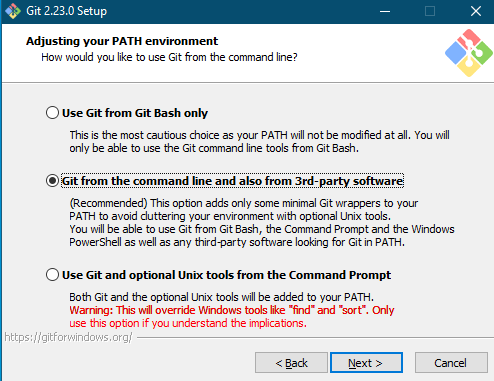 Git 2.23.0 Setup
Adjusting your PATH environment
How would you like to use Git from the command line?
Use Git from Git Bash only
This is the most cautious choice as your PATH will not be modified at all. You will
only be able to use the Git command line tools from Git Bash.
Git from the command line and also from 3rd-party software
(Recommended) This option adds only some minimal Git wrappers to your
PATH to avoid cluttering your environment with optional Unix tools.
You will be able to use Git from Git Bash, the Command Prompt and the Windows
PowerShell as well as any third-party software looking for Git in PATH.
Use Git and optional Unix tools from the Command Prompt
Both Git and the optional Unix tools will be added to your PATH.
Warning: This will override Windows tools like "find" and "sort". Only
use this option if you understand the implications.
https://gitforwindows.org/
< Back
Next >
Cancel